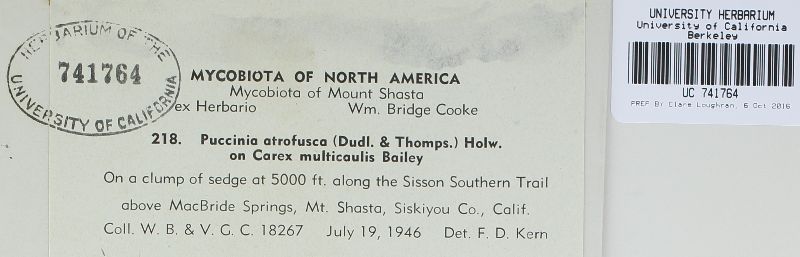 HERBARIUM OF THE
741764
UNIVERSITY OF CALIFORNIA
MYCOBIOTA OF NORTH AMERICA
Mycobiota of Mount Shasta
ex Herbario Wm. Bridge Cooke
218. Puccinia atrofusca (Dudl. & Thomps.) Holw.
on Carex multicaulis Bailey
On a clump of sedge at 5000 ft. along the Sisson Southern Trail
above MacBride Springs, Mt. Shasta, Siskiyou Co., Calif.
Coll. W. B. & V. G. C. 18267 July 19, 1946 Det. F. D. Kern
UNIVERSITY HERBARIUM
University of California
Berkeley
UC 741764
PREP By Clare Loughran, 6 Oct 2016